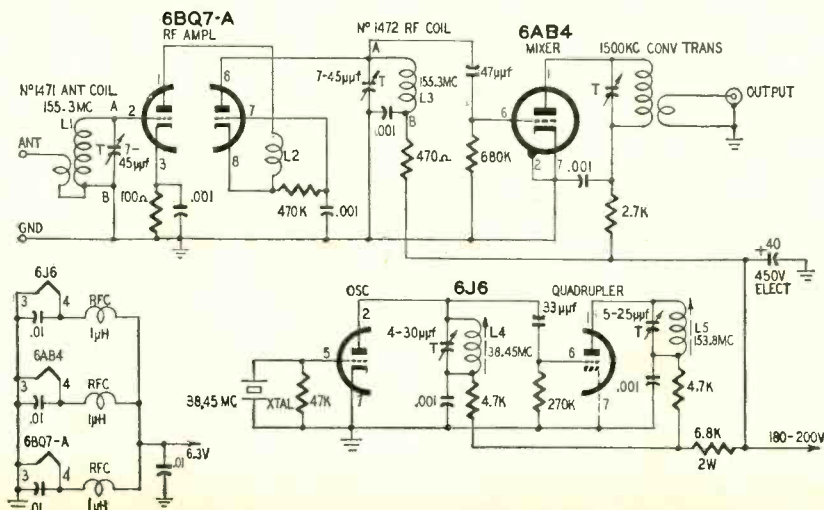 6BQ7-A
RF AMPL
Nº 1472 RF COIL
6AB4
MIXER
1500KC CONV TRANS
Nº1471 ANT COIL
155.3MC
A
L1
ANT
T
7-
45µµf
B
GND
1
2
3
100Ω
.001
6
7
8
L2
470K
.001
A
7-45µµf
T
155.3MC
L3
.001
B
470Ω
47µµf
6
680K
1
2
7
.001
T
OUTPUT
2.7K
+40
450V
ELECT
6J6
3
4
.01
RFC
1µH
6AB4
3
4
.01
RFC
1µH
6BQ7-A
3
4
.01
RFC
1µH
6.3V
.01
6J6
OSC
QUADRUPLER
2
5
7
38.45 MC
XTAL
47K
4-30µµf
T
L4
38.45MC
.001
4.7K
33µµf
270K
1
6
7
5-25µµf
T
L5
153.8MC
.001
4.7K
6.8K
2W
180-200V